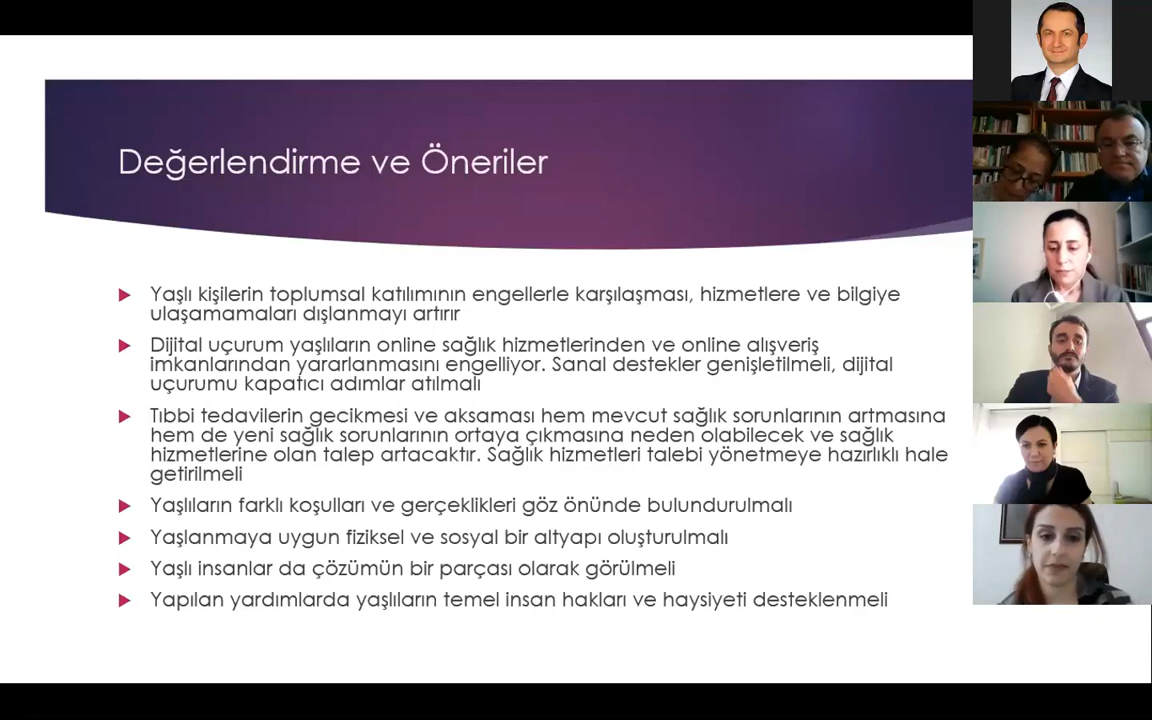 Değerlendirme ve Öneriler
Yaşlı kişilerin toplumsal katılımının engellerle karşılaşması, hizmetlere ve bilgiye
ulaşamamaları dışlanmayı artırır
Dijital uçurum yaşlıların online sağlık hizmetlerinden ve online alışveriş
imkanlarından yararlanmasını engelliyor. Sanal destekler genişletilmeli, dijital
uçurumu kapatıcı adımlar atılmalı
Tıbbi tedavilerin gecikmesi ve aksaması hem mevcut sağlık sorunlarının artmasına
hem de yeni sağlık sorunlarının ortaya çıkmasına neden olabilecek ve sağlık
hizmetlerine olan talep artacaktır. Sağlık hizmetleri talebi yönetmeye hazırlıklı hale
getirilmeli
Yaşlıların farklı koşulları ve gerçeklikleri göz önünde bulundurulmalı
Yaşlanmaya uygun fiziksel ve sosyal bir altyapı oluşturulmalı
Yaşlı insanlar da çözümün bir parçası olarak görülmeli
Yapılan yardımlarda yaşlıların temel insan hakları ve haysiyeti desteklenmeli